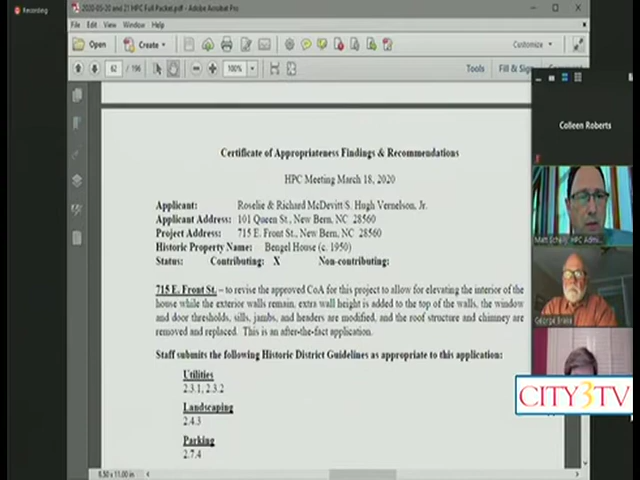 Recording
2020-05-20 and 21 HPC Full Packet.pdf - Adobe Acrobat Pro
File Edit View Window Help
Open
Create
Customize
62 / 196
100%
Tools
Fill & Sign
Colleen Roberts
Certificate of Appropriateness Findings & Recommendations
HPC Meeting March 18, 2020
Applicant: Roselie & Richard McDevitt/S. Hugh Vernelson, Jr.
Applicant Address: 101 Queen St., New Bern, NC 28560
Project Address: 715 E. Front St., New Bern, NC 28560
Historic Property Name: Bengel House (c. 1950)
Status: Contributing: X Non-contributing:
Matt Schelly, HPC Admi...
715 E. Front St. – to revise the approved CoA for this project to allow for elevating the interior of the
house while the exterior walls remain, extra wall height is added to the top of the walls, the window
and door thresholds, sills, jambs, and headers are modified, and the roof structure and chimney are
removed and replaced. This is an after-the-fact application.
George Brake
Staff submits the following Historic District Guidelines as appropriate to this application:
Utilities
2.3.1, 2.3.2
Landscaping
2.4.3
Parking
2.7.4
CITY3TV
8.50 x 11.00 in